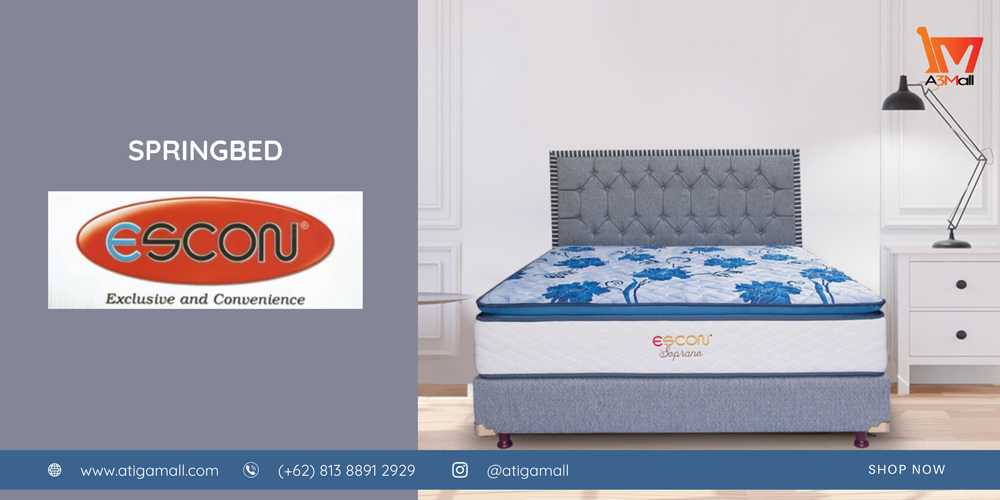 SPRINGBED
ESCON®
Exclusive and Convenience
A3Mall
ESCON
Soprano
www.atigamall.com
(+62) 813 8891 2929
@atigamall
SHOP NOW